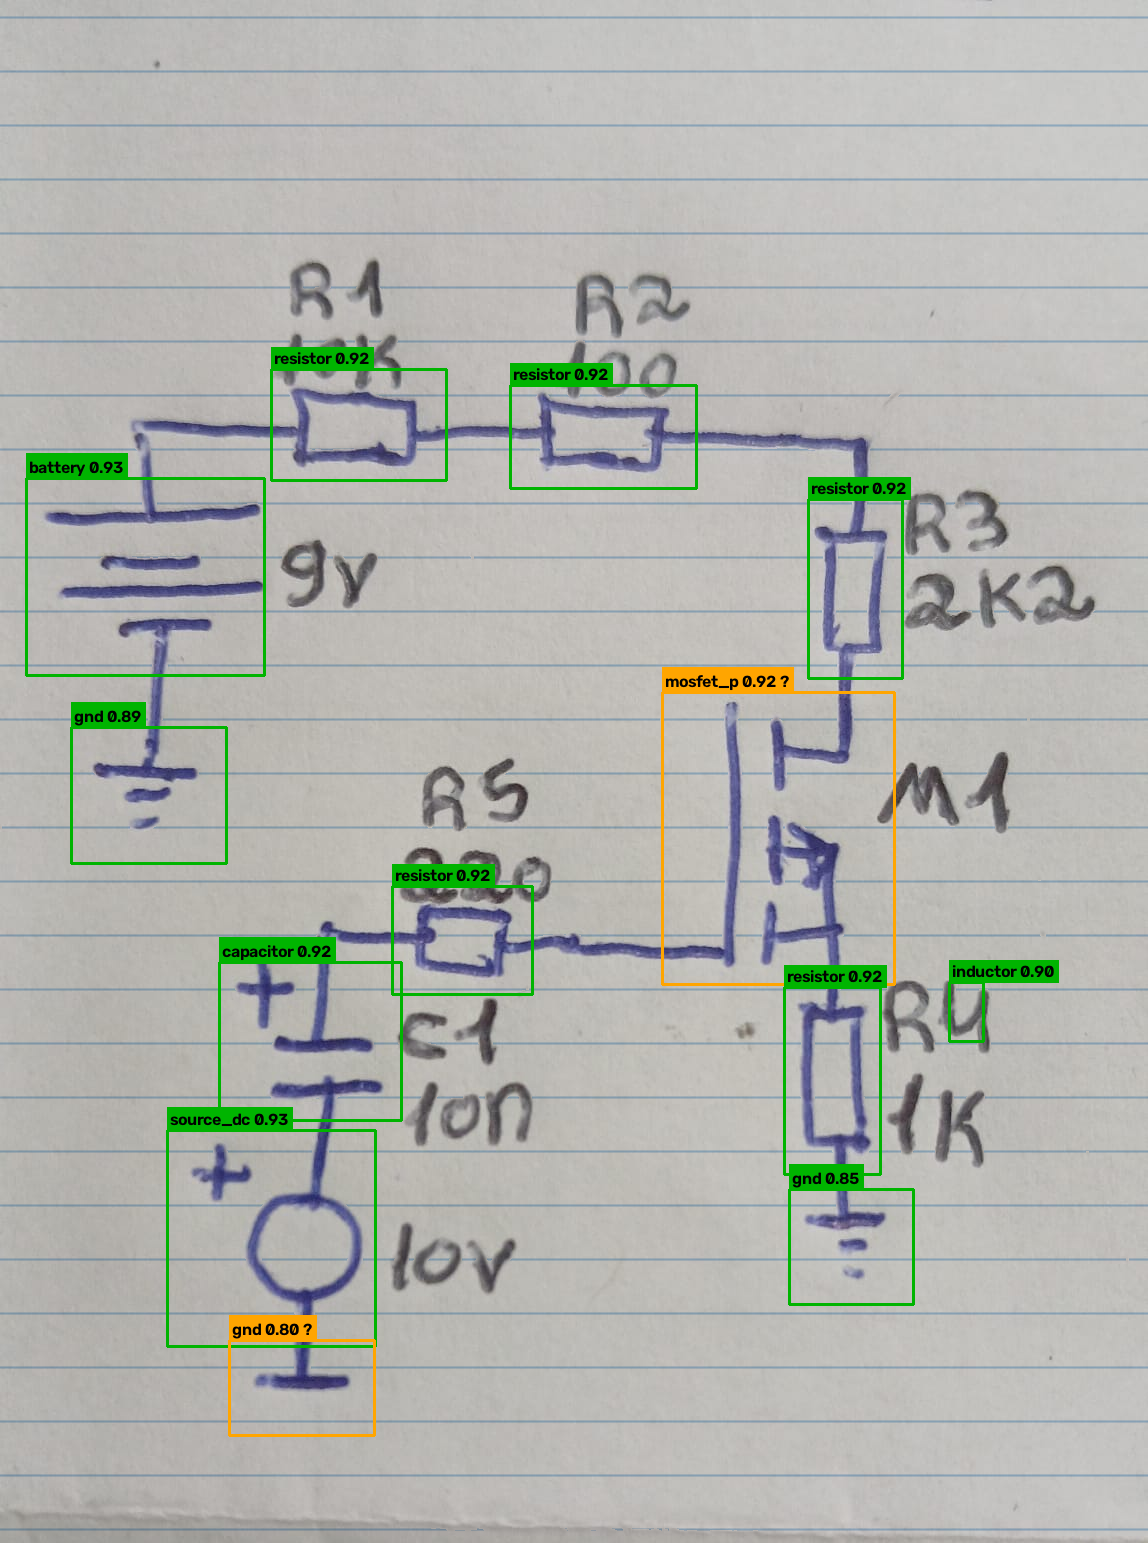 R1
10K
resistor 0.92
R2
100
resistor 0.92
battery 0.93
9v
resistor 0.92
R3
2K2
mosfet_p 0.92 ?
gnd 0.89
M1
R5
220
resistor 0.92
capacitor 0.92
+
C1
10n
resistor 0.92
inductor 0.90
R4
1K
source_dc 0.93
+
10v
gnd 0.85
gnd 0.80 ?